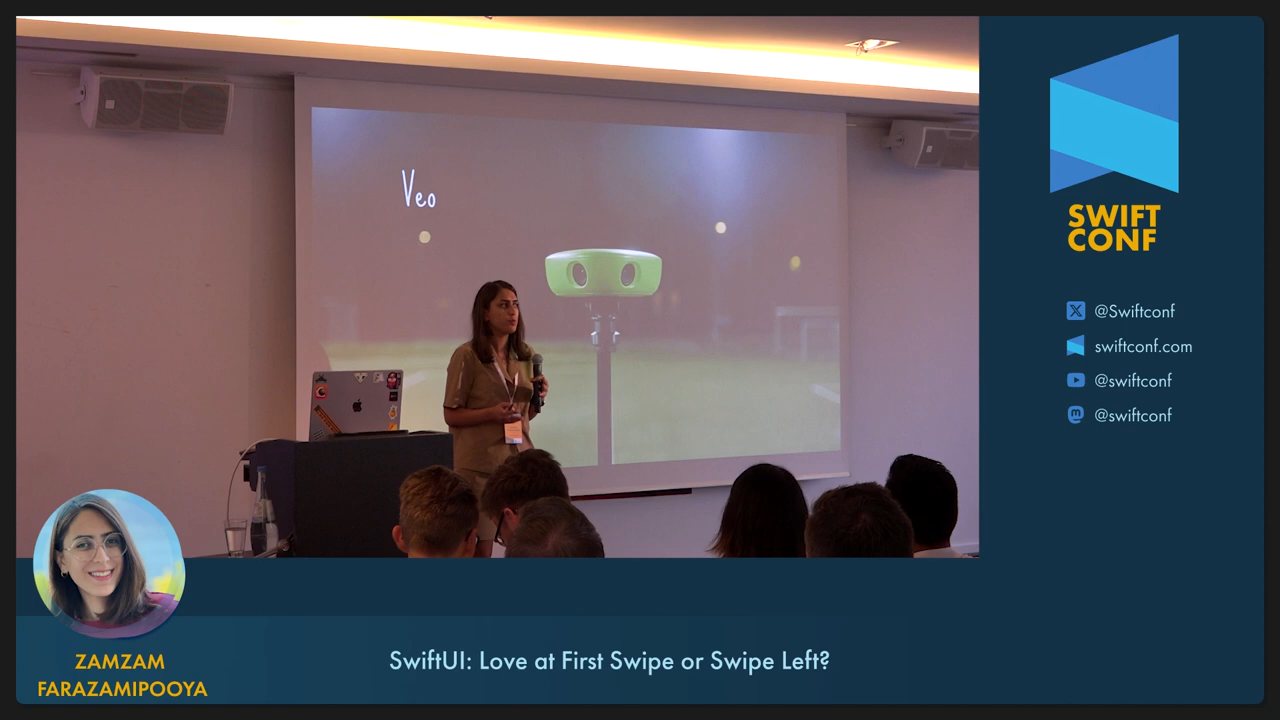 Veo
SWIFT
CONF
@Swiftconf
swiftconf.com
@swiftconf
@swiftconf
ZAMZAM
FARAZAMIPOOYA
SwiftUI: Love at First Swipe or Swipe Left?